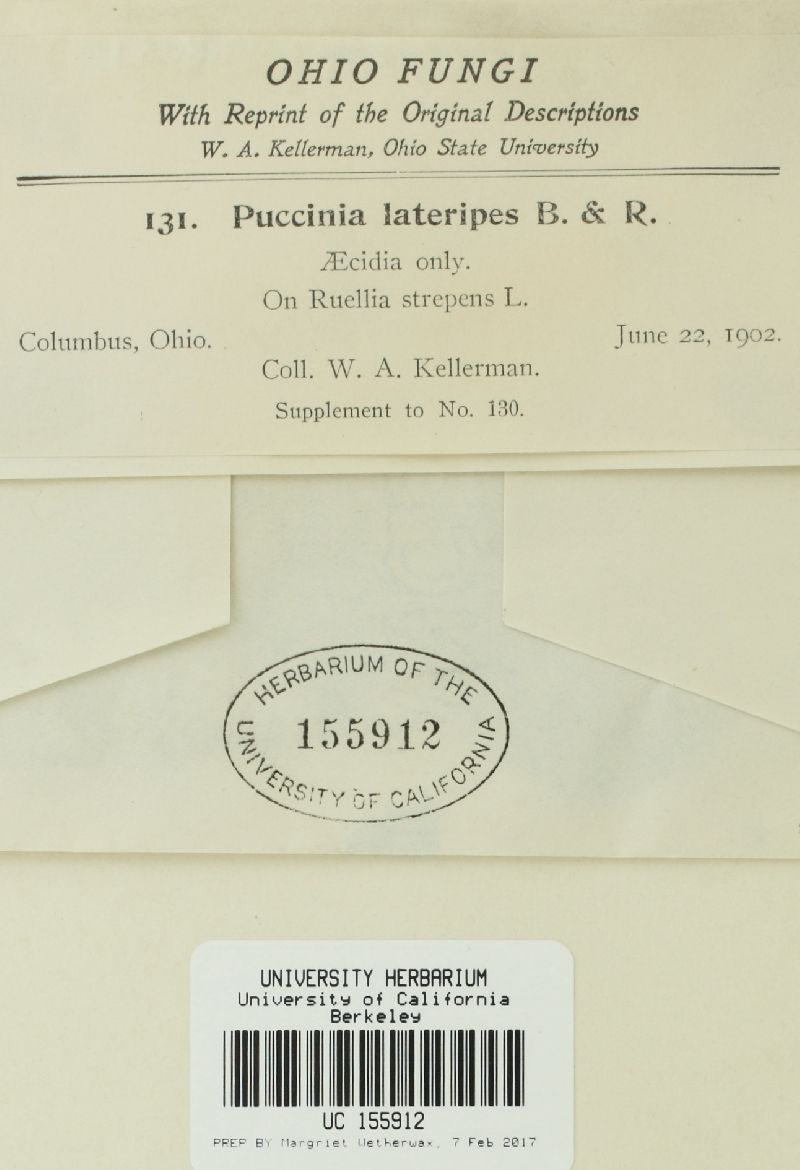 OHIO FUNGI
With Reprint of the Original Descriptions
W. A. Kellerman, Ohio State University
131. Puccinia lateripes B. & R.
Æcidia only.
On Ruellia strepens L.
Columbus, Ohio. June 22, 1902.
Coll. W. A. Kellerman.
Supplement to No. 130.
HERBARIUM OF THE
155912
UNIVERSITY OF CALIFORNIA
UNIVERSITY HERBARIUM
University of California
Berkeley
UC 155912
PREP BY Margriet Wetherwax, 7 Feb 2017